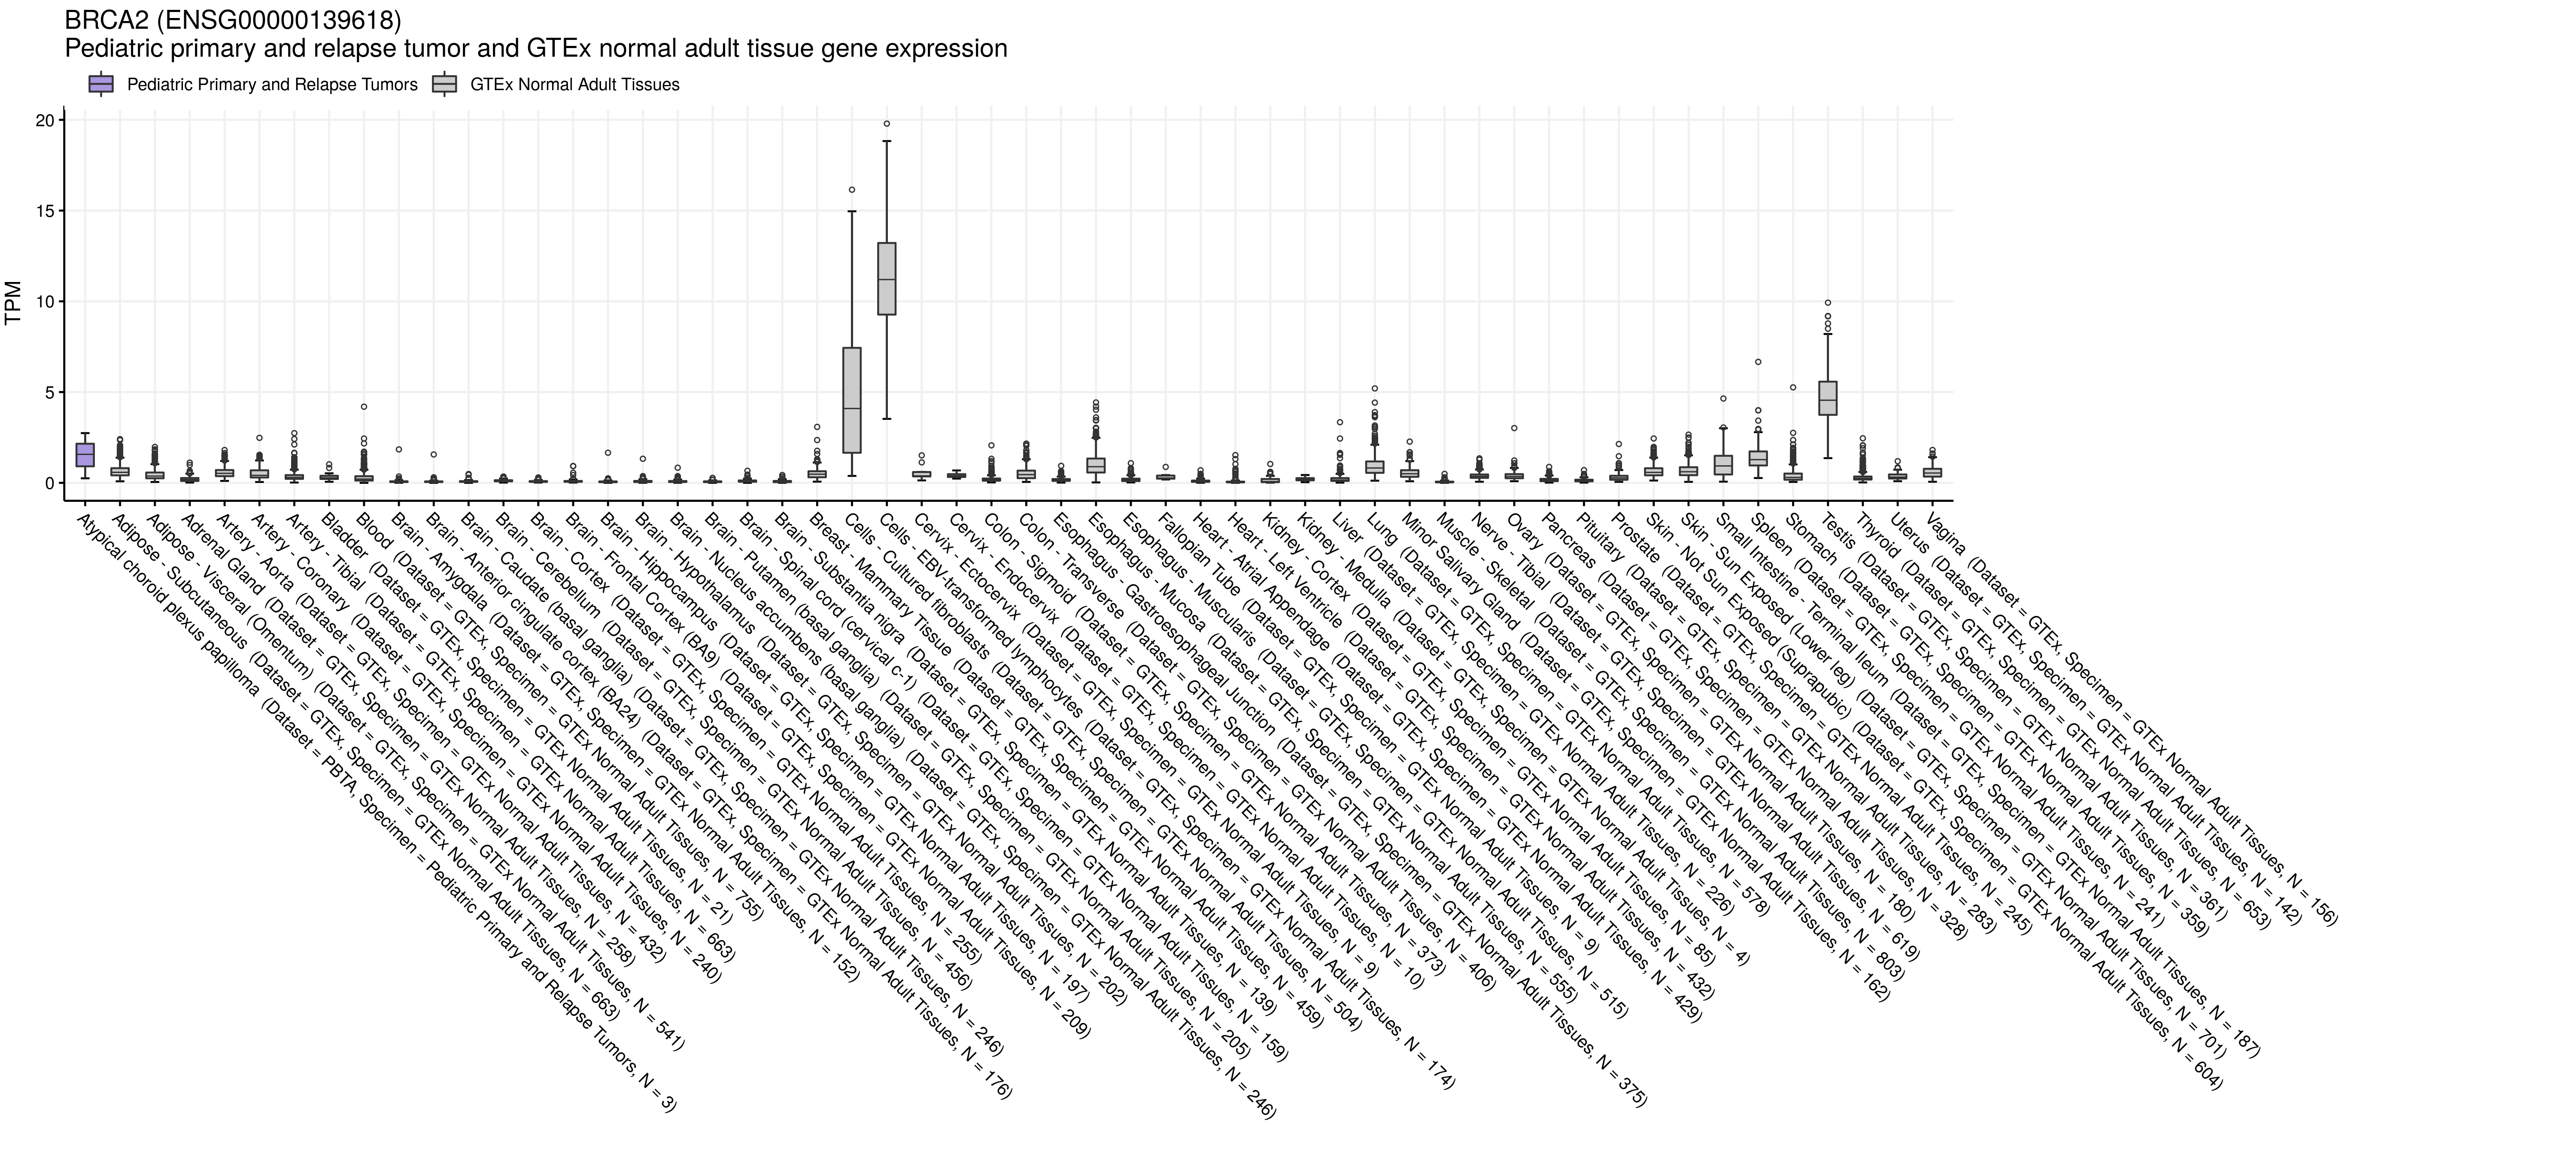 BRCA2 (ENSG00000139618)
Pediatric primary and relapse tumor and GTEx normal adult tissue gene expression
Pediatric Primary and Relapse Tumors
GTEx Normal Adult Tissues
TPM
20
15
10
5
0
Atypical choroid plexus papilloma (Dataset = PBTA, Specimen = Pediatric Primary and Relapse Tumors, N = 3)
Adipose - Subcutaneous (Dataset = GTEx, Specimen = GTEx Normal Adult Tissues, N = 663)
Adipose - Visceral (Omentum) (Dataset = GTEx, Specimen = GTEx Normal Adult Tissues, N = 541)
Adrenal Gland (Dataset = GTEx, Specimen = GTEx Normal Adult Tissues, N = 258)
Artery - Aorta (Dataset = GTEx, Specimen = GTEx Normal Adult Tissues, N = 432)
Artery - Coronary (Dataset = GTEx, Specimen = GTEx Normal Adult Tissues, N = 240)
Artery - Tibial (Dataset = GTEx, Specimen = GTEx Normal Adult Tissues, N = 663)
Bladder (Dataset = GTEx, Specimen = GTEx Normal Adult Tissues, N = 21)
Blood (Dataset = GTEx, Specimen = GTEx Normal Adult Tissues, N = 755)
Brain - Amygdala (Dataset = GTEx, Specimen = GTEx Normal Adult Tissues, N = 152)
Brain - Anterior cingulate cortex (BA24) (Dataset = GTEx, Specimen = GTEx Normal Adult Tissues, N = 176)
Brain - Caudate (basal ganglia) (Dataset = GTEx, Specimen = GTEx Normal Adult Tissues, N = 246)
Brain - Cerebellum (Dataset = GTEx, Specimen = GTEx Normal Adult Tissues, N = 456)
Brain - Cortex (Dataset = GTEx, Specimen = GTEx Normal Adult Tissues, N = 255)
Brain - Frontal Cortex (BA9) (Dataset = GTEx, Specimen = GTEx Normal Adult Tissues, N = 209)
Brain - Hippocampus (Dataset = GTEx, Specimen = GTEx Normal Adult Tissues, N = 197)
Brain - Hypothalamus (Dataset = GTEx, Specimen = GTEx Normal Adult Tissues, N = 202)
Brain - Nucleus accumbens (basal ganglia) (Dataset = GTEx, Specimen = GTEx Normal Adult Tissues, N = 246)
Brain - Putamen (basal ganglia) (Dataset = GTEx, Specimen = GTEx Normal Adult Tissues, N = 205)
Brain - Spinal cord (cervical c-1) (Dataset = GTEx, Specimen = GTEx Normal Adult Tissues, N = 159)
Brain - Substantia nigra (Dataset = GTEx, Specimen = GTEx Normal Adult Tissues, N = 139)
Breast - Mammary Tissue (Dataset = GTEx, Specimen = GTEx Normal Adult Tissues, N = 459)
Cells - Cultured fibroblasts (Dataset = GTEx, Specimen = GTEx Normal Adult Tissues, N = 504)
Cells - EBV-transformed lymphocytes (Dataset = GTEx, Specimen = GTEx Normal Adult Tissues, N = 174)
Cervix - Ectocervix (Dataset = GTEx, Specimen = GTEx Normal Adult Tissues, N = 9)
Cervix - Endocervix (Dataset = GTEx, Specimen = GTEx Normal Adult Tissues, N = 10)
Colon - Sigmoid (Dataset = GTEx, Specimen = GTEx Normal Adult Tissues, N = 373)
Colon - Transverse (Dataset = GTEx, Specimen = GTEx Normal Adult Tissues, N = 406)
Esophagus - Gastroesophageal Junction (Dataset = GTEx, Specimen = GTEx Normal Adult Tissues, N = 375)
Esophagus - Mucosa (Dataset = GTEx, Specimen = GTEx Normal Adult Tissues, N = 555)
Esophagus - Muscularis (Dataset = GTEx, Specimen = GTEx Normal Adult Tissues, N = 515)
Fallopian Tube (Dataset = GTEx, Specimen = GTEx Normal Adult Tissues, N = 9)
Heart - Atrial Appendage (Dataset = GTEx, Specimen = GTEx Normal Adult Tissues, N = 429)
Heart - Left Ventricle (Dataset = GTEx, Specimen = GTEx Normal Adult Tissues, N = 432)
Kidney - Cortex (Dataset = GTEx, Specimen = GTEx Normal Adult Tissues, N = 85)
Kidney - Medulla (Dataset = GTEx, Specimen = GTEx Normal Adult Tissues, N = 4)
Liver (Dataset = GTEx, Specimen = GTEx Normal Adult Tissues, N = 226)
Lung (Dataset = GTEx, Specimen = GTEx Normal Adult Tissues, N = 578)
Minor Salivary Gland (Dataset = GTEx, Specimen = GTEx Normal Adult Tissues, N = 162)
Muscle - Skeletal (Dataset = GTEx, Specimen = GTEx Normal Adult Tissues, N = 803)
Nerve - Tibial (Dataset = GTEx, Specimen = GTEx Normal Adult Tissues, N = 619)
Ovary (Dataset = GTEx, Specimen = GTEx Normal Adult Tissues, N = 180)
Pancreas (Dataset = GTEx, Specimen = GTEx Normal Adult Tissues, N = 328)
Pituitary (Dataset = GTEx, Specimen = GTEx Normal Adult Tissues, N = 283)
Prostate (Dataset = GTEx, Specimen = GTEx Normal Adult Tissues, N = 245)
Skin - Not Sun Exposed (Suprapubic) (Dataset = GTEx, Specimen = GTEx Normal Adult Tissues, N = 604)
Skin - Sun Exposed (Lower leg) (Dataset = GTEx, Specimen = GTEx Normal Adult Tissues, N = 701)
Small Intestine - Terminal Ileum (Dataset = GTEx, Specimen = GTEx Normal Adult Tissues, N = 187)
Spleen (Dataset = GTEx, Specimen = GTEx Normal Adult Tissues, N = 241)
Stomach (Dataset = GTEx, Specimen = GTEx Normal Adult Tissues, N = 359)
Testis (Dataset = GTEx, Specimen = GTEx Normal Adult Tissues, N = 361)
Thyroid (Dataset = GTEx, Specimen = GTEx Normal Adult Tissues, N = 653)
Uterus (Dataset = GTEx, Specimen = GTEx Normal Adult Tissues, N = 142)
Vagina (Dataset = GTEx, Specimen = GTEx Normal Adult Tissues, N = 156)